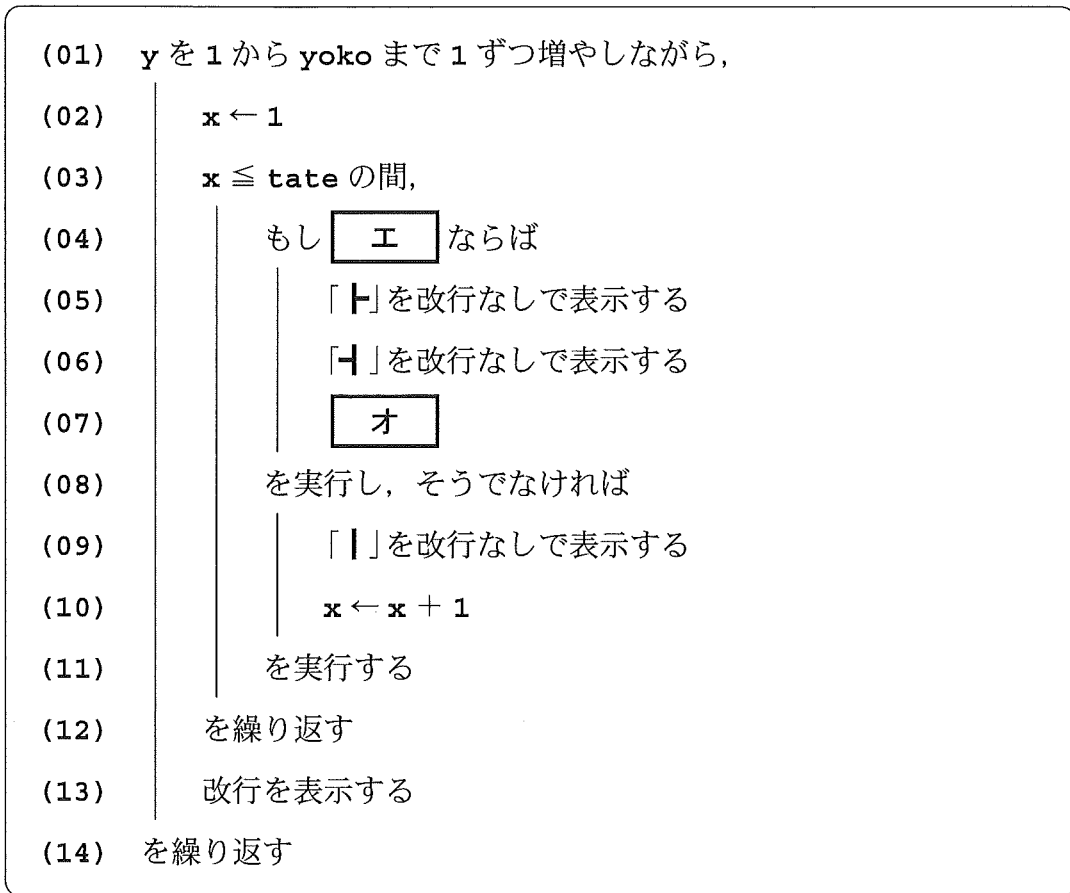 (01) yを1からyokoまで1ずつ増やしながら，
(02) x ← 1
(03) x ≦ tate の間，
(04) もし エ ならば
(05) 「┣」を改行なしで表示する
(06) 「┫」を改行なしで表示する
(07) オ
(08) を実行し，そうでなければ
(09) 「┃」を改行なしで表示する
(10) x ← x + 1
(11) を実行する
(12) を繰り返す
(13) 改行を表示する
(14) を繰り返す